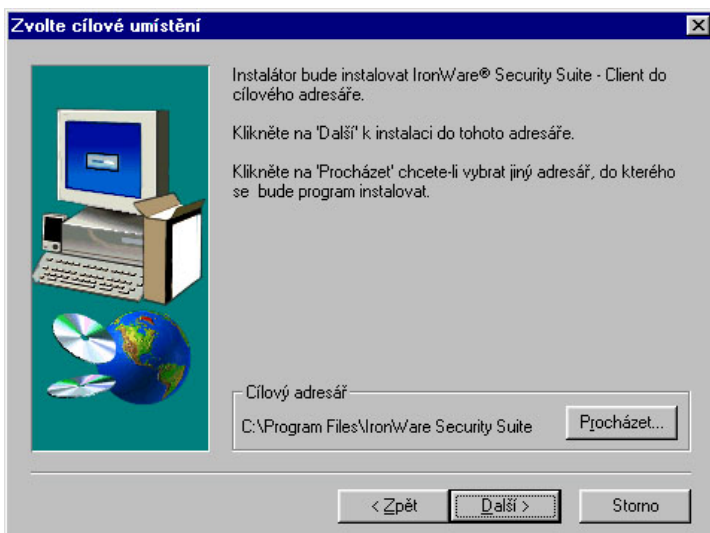 Zvolte cílové umístění
Instalátor bude instalovat IronWare® Security Suite - Client do
cílového adresáře.
Klikněte na 'Další' k instalaci do tohoto adresáře.
Klikněte na 'Procházet' chcete-li vybrat jiný adresář, do kterého
se bude program instalovat.
Cílový adresář
C:\Program Files\IronWare Security Suite
Procházet...
< Zpět
Další >
Storno